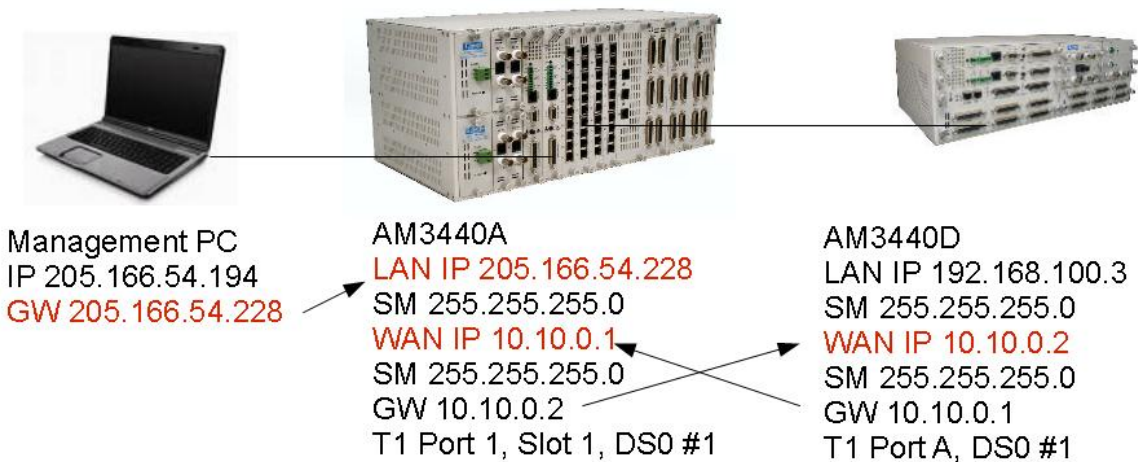 Management PC
IP 205.166.54.194
GW 205.166.54.228
AM3440A
LAN IP 205.166.54.228
SM 255.255.255.0
WAN IP 10.10.0.1
SM 255.255.255.0
GW 10.10.0.2
T1 Port 1, Slot 1, DS0 #1
AM3440D
LAN IP 192.168.100.3
SM 255.255.255.0
WAN IP 10.10.0.2
SM 255.255.255.0
GW 10.10.0.1
T1 Port A, DS0 #1